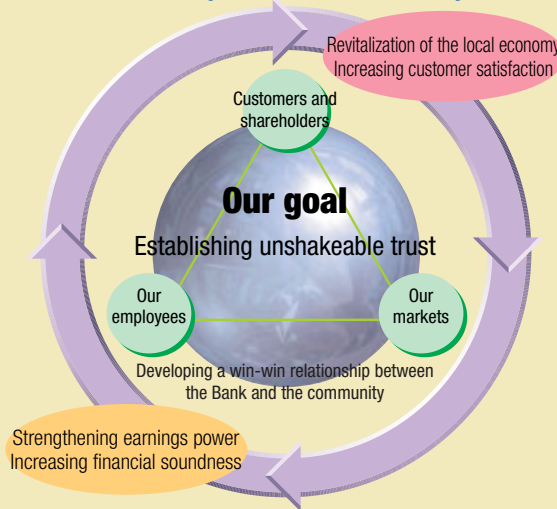 Revitalization of the local economy
Increasing customer satisfaction
Customers and
shareholders
Our goal
Establishing unshakeable trust
Our
employees
Our
markets
Developing a win-win relationship between
the Bank and the community
Strengthening earnings power
Increasing financial soundness